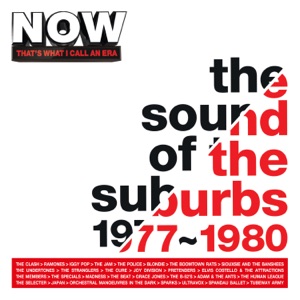 NOW
THAT'S WHAT I CALL AN ERA
the
sound
of the
suburbs
1977~1980
THE CLASH > RAMONES > IGGY POP > THE JAM > THE POLICE > BLONDIE > THE BOOMTOWN RATS > SIOUXSIE AND THE BANSHEES
THE UNDERTONES > THE STRANGLERS > THE CURE > JOY DIVISION > PRETENDERS > ELVIS COSTELLO & THE ATTRACTIONS
THE MEMBERS > THE SPECIALS > MADNESS > THE BEAT > GRACE JONES > THE B-52'S > ADAM & THE ANTS > THE HUMAN LEAGUE
THE SELECTER > JAPAN > ORCHESTRAL MANOEUVRES IN THE DARK > SPARKS > ULTRAVOX > SPANDAU BALLET > TUBEWAY ARMY